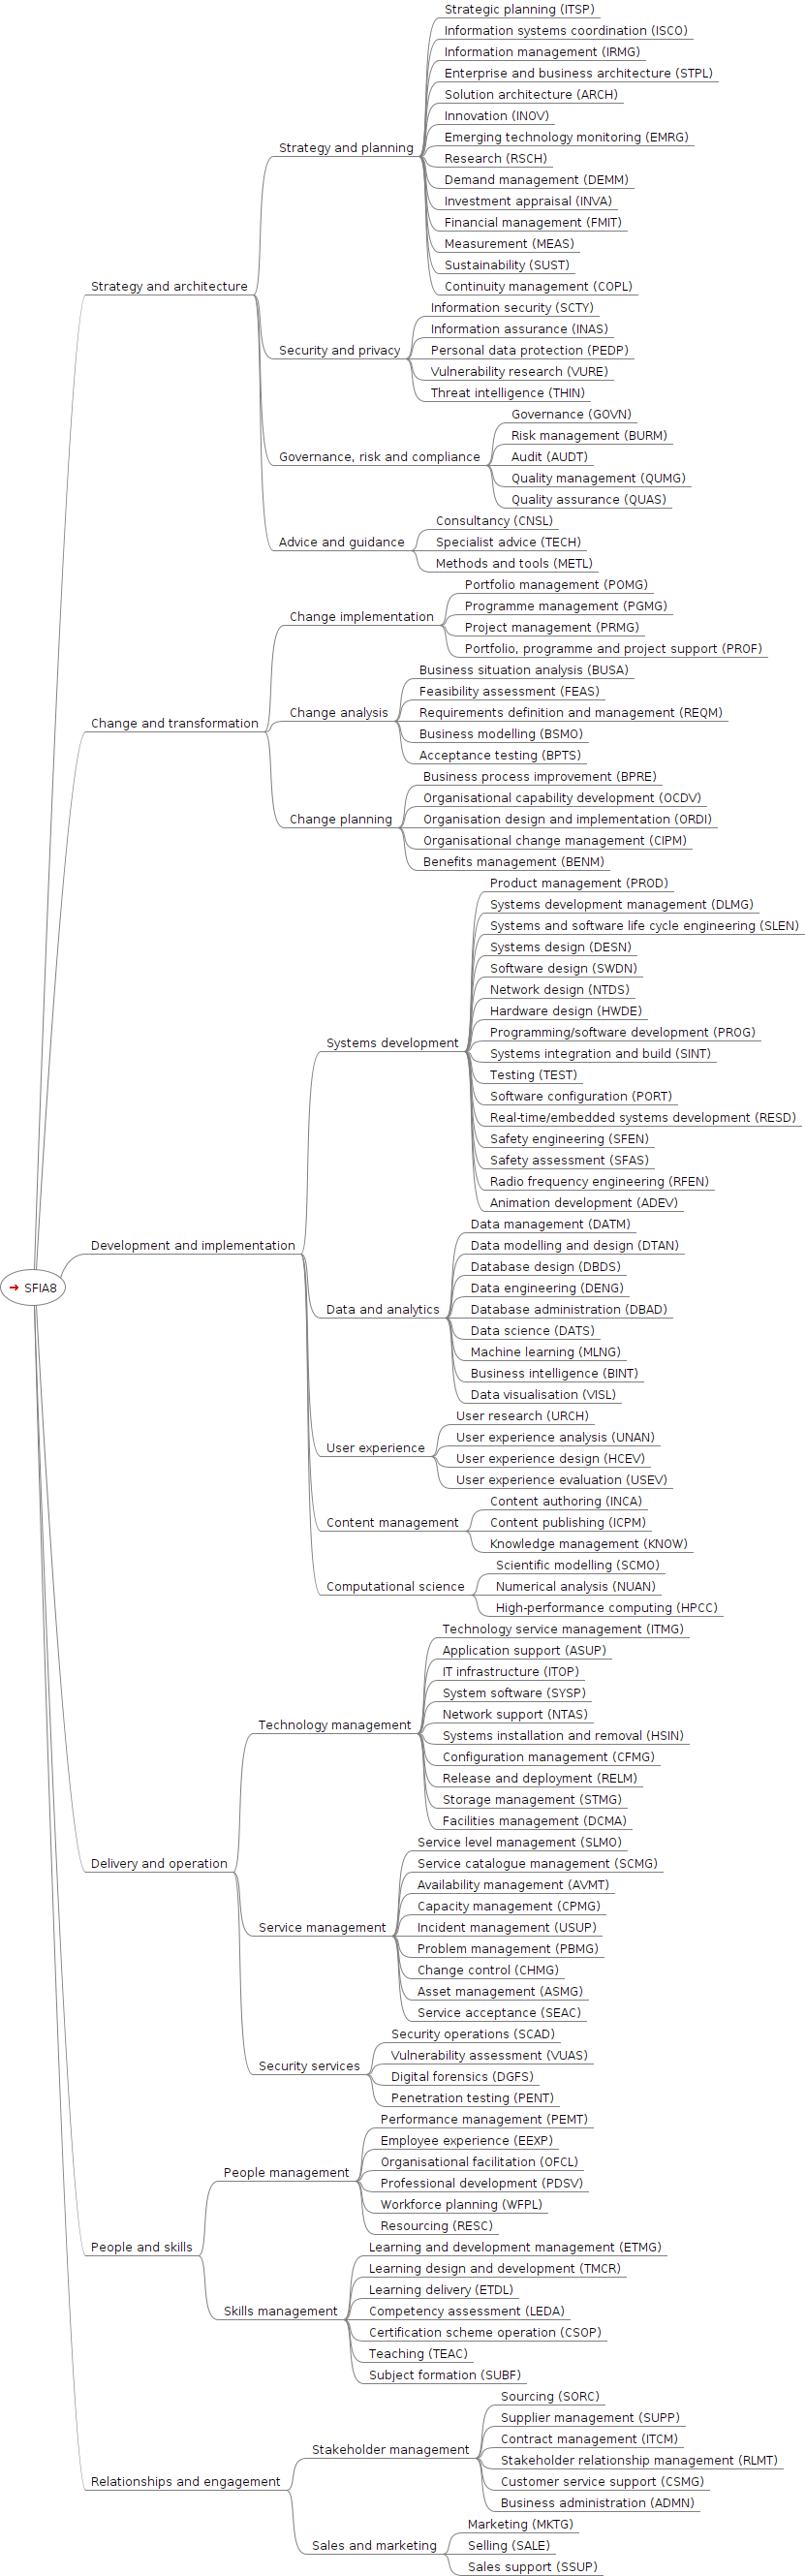 SFIA8
Strategy and architecture
Strategy and planning
Strategic planning (ITSP)
Information systems coordination (ISCO)
Information management (IRMG)
Enterprise and business architecture (STPL)
Solution architecture (ARCH)
Innovation (INOV)
Emerging technology monitoring (EMRG)
Research (RSCH)
Demand management (DEMM)
Investment appraisal (INVA)
Financial management (FMIT)
Measurement (MEAS)
Sustainability (SUST)
Continuity management (COPL)
Security and privacy
Information security (SCTY)
Information assurance (INAS)
Personal data protection (PEDP)
Vulnerability research (VURE)
Threat intelligence (THIN)
Governance, risk and compliance
Governance (GOVN)
Risk management (BURM)
Audit (AUDT)
Quality management (QUMG)
Quality assurance (QUAS)
Advice and guidance
Consultancy (CNSL)
Specialist advice (TECH)
Methods and tools (METL)
Change and transformation
Change implementation
Portfolio management (POMG)
Programme management (PGMG)
Project management (PRMG)
Portfolio, programme and project support (PROF)
Change analysis
Business situation analysis (BUSA)
Feasibility assessment (FEAS)
Requirements definition and management (REQM)
Business modelling (BSMO)
Acceptance testing (BPTS)
Change planning
Business process improvement (BPRE)
Organisational capability development (OCDV)
Organisation design and implementation (ORDI)
Organisational change management (CIPM)
Benefits management (BENM)
Development and implementation
Systems development
Product management (PROD)
Systems development management (DLMG)
Systems and software life cycle engineering (SLEN)
Systems design (DESN)
Software design (SWDN)
Network design (NTDS)
Hardware design (HWDE)
Programming/software development (PROG)
Systems integration and build (SINT)
Testing (TEST)
Software configuration (PORT)
Real-time/embedded systems development (RESD)
Safety engineering (SFEN)
Safety assessment (SFAS)
Radio frequency engineering (RFEN)
Animation development (ADEV)
Data and analytics
Data management (DATM)
Data modelling and design (DTAN)
Database design (DBDS)
Data engineering (DENG)
Database administration (DBAD)
Data science (DATS)
Machine learning (MLNG)
Business intelligence (BINT)
Data visualisation (VISL)
User experience
User research (URCH)
User experience analysis (UNAN)
User experience design (HCEV)
User experience evaluation (USEV)
Content management
Content authoring (INCA)
Content publishing (ICPM)
Knowledge management (KNOW)
Computational science
Scientific modelling (SCMO)
Numerical analysis (NUAN)
High-performance computing (HPCC)
Delivery and operation
Technology management
Technology service management (ITMG)
Application support (ASUP)
IT infrastructure (ITOP)
System software (SYSP)
Network support (NTAS)
Systems installation and removal (HSIN)
Configuration management (CFMG)
Release and deployment (RELM)
Storage management (STMG)
Facilities management (DCMA)
Service management
Service level management (SLMO)
Service catalogue management (SCMG)
Availability management (AVMT)
Capacity management (CPMG)
Incident management (USUP)
Problem management (PBMG)
Change control (CHMG)
Asset management (ASMG)
Service acceptance (SEAC)
Security services
Security operations (SCAD)
Vulnerability assessment (VUAS)
Digital forensics (DGFS)
Penetration testing (PENT)
People and skills
People management
Performance management (PEMT)
Employee experience (EEXP)
Organisational facilitation (OFCL)
Professional development (PDSV)
Workforce planning (WFPL)
Resourcing (RESC)
Skills management
Learning and development management (ETMG)
Learning design and development (TMCR)
Learning delivery (ETDL)
Competency assessment (LEDA)
Certification scheme operation (CSOP)
Teaching (TEAC)
Subject formation (SUBF)
Relationships and engagement
Stakeholder management
Sourcing (SORC)
Supplier management (SUPP)
Contract management (ITCM)
Stakeholder relationship management (RLMT)
Customer service support (CSMG)
Business administration (ADMN)
Sales and marketing
Marketing (MKTG)
Selling (SALE)
Sales support (SSUP)